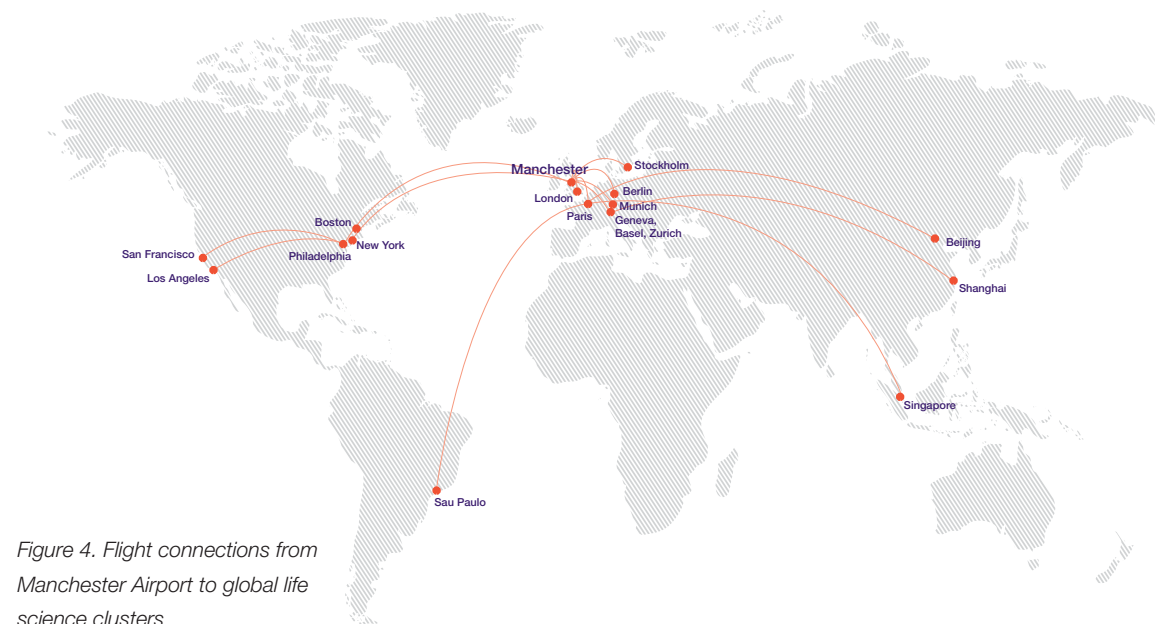 Manchester
Stockholm
London
Berlin
Paris
Munich
Geneva,
Basel, Zurich
Boston
New York
Philadelphia
San Francisco
Los Angeles
Beijing
Shanghai
Singapore
Sau Paulo
Figure 4. Flight connections from
Manchester Airport to global life
science clusters